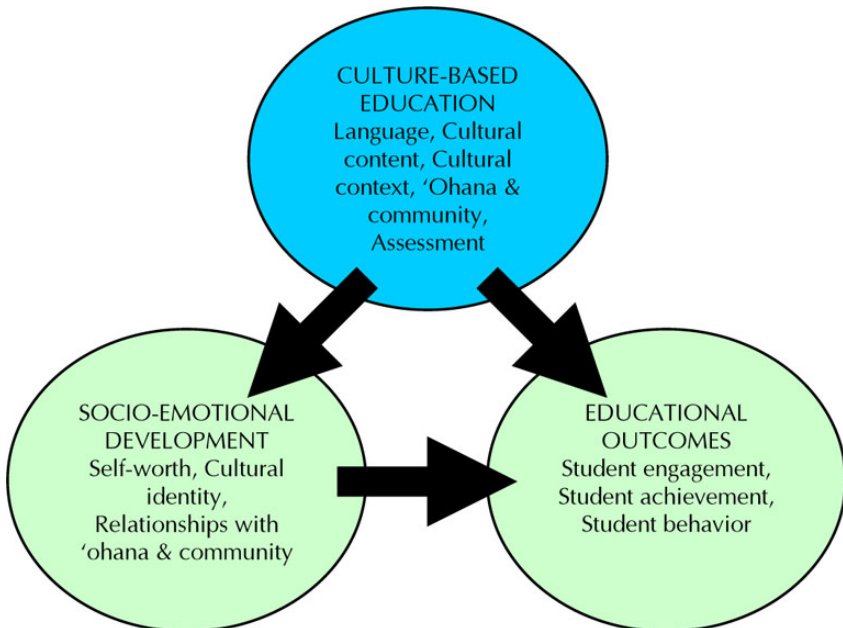 CULTURE-BASED
EDUCATION
Language, Cultural
content, Cultural
context, ‘Ohana &
community,
Assessment
SOCIO-EMOTIONAL
DEVELOPMENT
Self-worth, Cultural
identity,
Relationships with
‘ohana & community
EDUCATIONAL
OUTCOMES
Student engagement,
Student achievement,
Student behavior